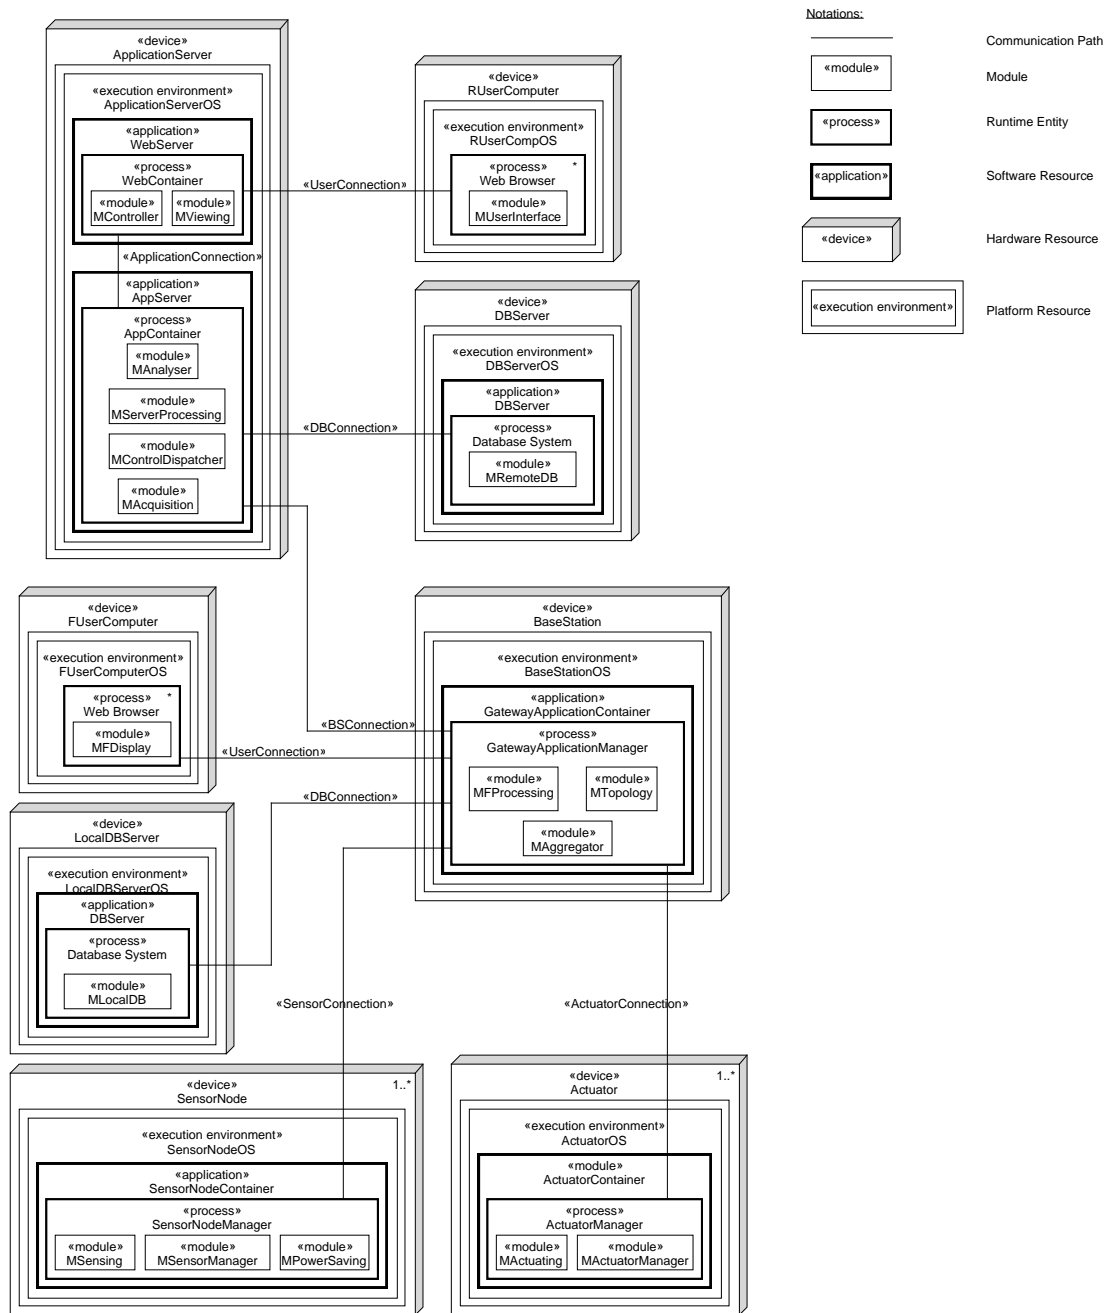 «device»
ApplicationServer
«execution environment»
ApplicationServerOS
«application»
WebServer
«process»
WebContainer
«module»
MController
«module»
MViewing
«ApplicationConnection»
«application»
AppServer
«process»
AppContainer
«module»
MAnalyser
«module»
MServerProcessing
«module»
MControlDispatcher
«module»
MAcquisition
«UserConnection»
«device»
RUserComputer
«execution environment»
RUserCompOS
«process» *
Web Browser
«module»
MUserInterface
«DBConnection»
«device»
DBServer
«execution environment»
DBServerOS
«application»
DBServer
«process»
Database System
«module»
MRemoteDB
Notations:
Communication Path
«module»
Module
«process»
Runtime Entity
«application»
Software Resource
«device»
Hardware Resource
«execution environment»
Platform Resource
«device»
FUserComputer
«execution environment»
FUserComputerOS
«process» *
Web Browser
«module»
MFDisplay
«BSConnection»
«UserConnection»
«DBConnection»
«device»
BaseStation
«execution environment»
BaseStationOS
«application»
GatewayApplicationContainer
«process»
GatewayApplicationManager
«module»
MFProcessing
«module»
MTopology
«module»
MAggregator
«device»
LocalDBServer
«execution environment»
LocalDBServerOS
«application»
DBServer
«process»
Database System
«module»
MLocalDB
«SensorConnection»
«ActuatorConnection»
«device» 1..*
SensorNode
«execution environment»
SensorNodeOS
«application»
SensorNodeContainer
«process»
SensorNodeManager
«module»
MSensing
«module»
MSensorManager
«module»
MPowerSaving
«device» 1..*
Actuator
«execution environment»
ActuatorOS
«module»
ActuatorContainer
«process»
ActuatorManager
«module»
MActuating
«module»
MActuatorManager